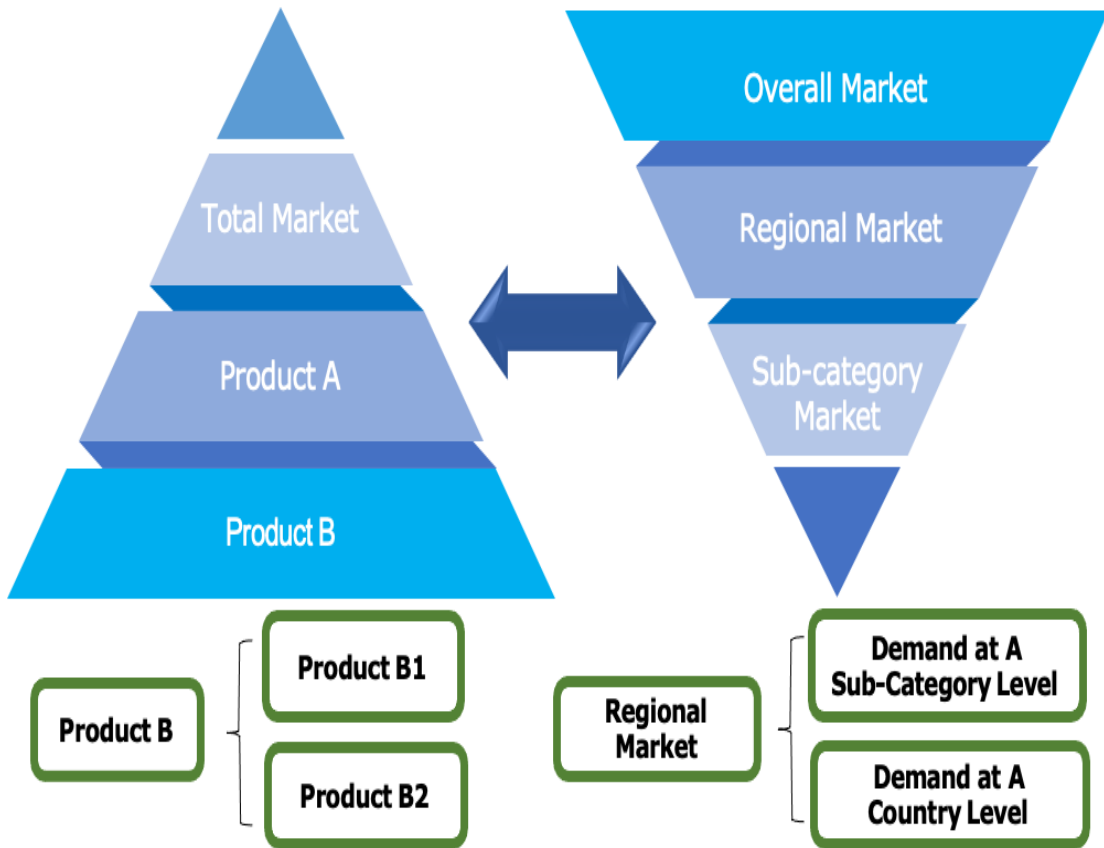 Total Market
Product A
Product B
Overall Market
Regional Market
Sub-category
Market
Product B
Product B1
Product B2
Regional
Market
Demand at A
Sub-Category Level
Demand at A
Country Level